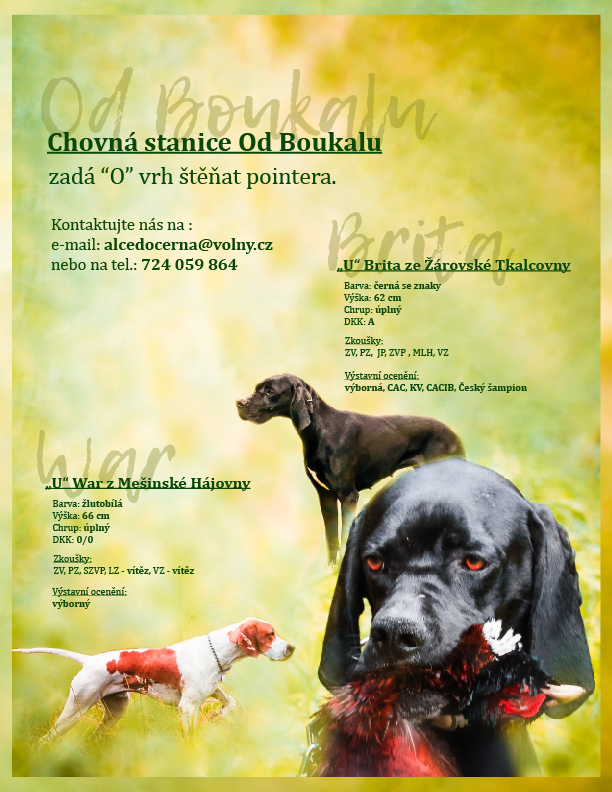 Od Boukalu
Chovná stanice Od Boukalu
zadá “O” vrh štěňat pointera.
Kontaktujte nás na :
e-mail: alcedocerna@volny.cz
nebo na tel.: 724 059 864
Brita
„U“ Brita ze Žárovské Tkalcovny
Barva: černá se znaky
Výška: 62 cm
Chrup: úplný
DKK: A
Zkoušky:
ZV, PZ, JP, ZVP , MLH, VZ
Výstavní ocenění:
výborná, CAC, KV, CACIB, Český šampion
War
„U“ War z Mešinské Hájovny
Barva: žlutobílá
Výška: 66 cm
Chrup: úplný
DKK: 0/0
Zkoušky:
ZV, PZ, SZVP, LZ - vítěz, VZ - vítěz
Výstavní ocenění:
výborný